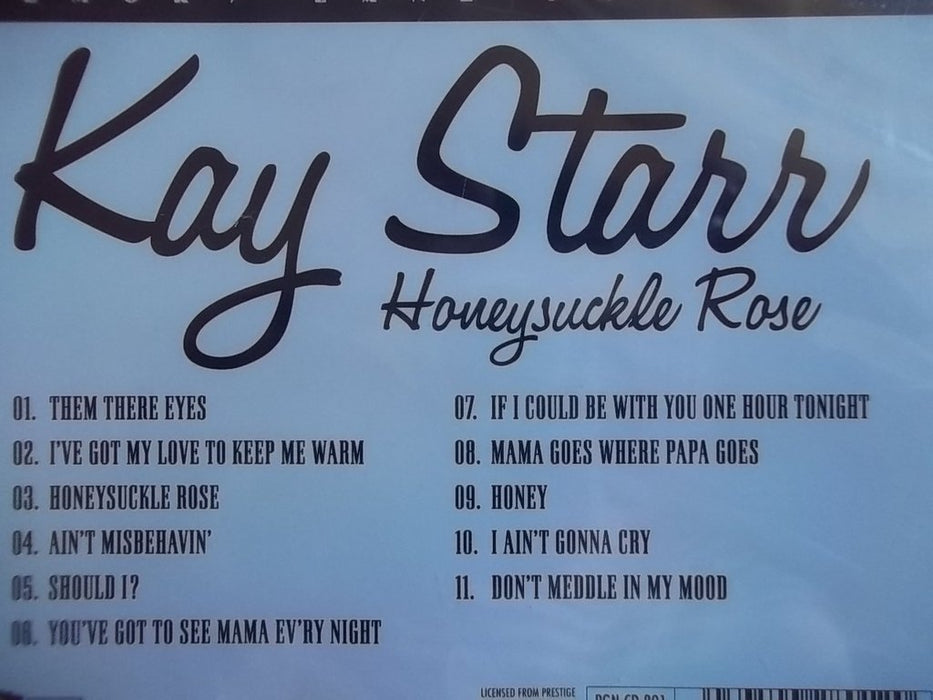 Kay Starr
Honeysuckle Rose
01. THEM THERE EYES
02. I'VE GOT MY LOVE TO KEEP ME WARM
03. HONEYSUCKLE ROSE
04. AIN'T MISBEHAVIN'
05. SHOULD I?
06. YOU'VE GOT TO SEE MAMA EV'RY NIGHT
07. IF I COULD BE WITH YOU ONE HOUR TONIGHT
08. MAMA GOES WHERE PAPA GOES
09. HONEY
10. I AIN'T GONNA CRY
11. DON'T MEDDLE IN MY MOOD
LICENSED FROM PRESTIGE